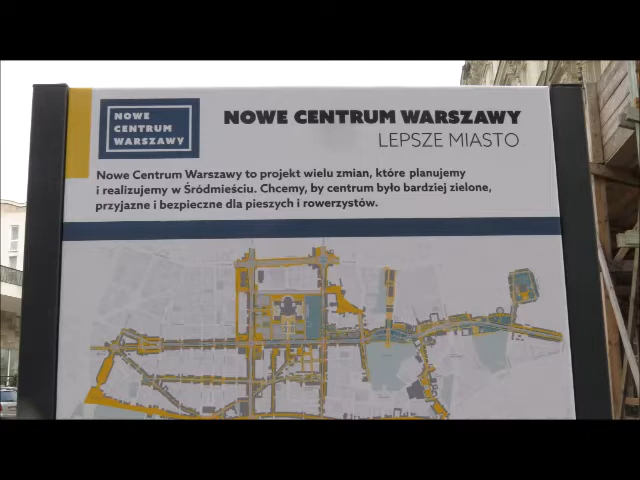 NOWE
CENTRUM
WARSZAWY
NOWE CENTRUM WARSZAWY
LEPSZE MIASTO
Nowe Centrum Warszawy to projekt wielu zmian, które planujemy
i realizujemy w Śródmieściu. Chcemy, by centrum było bardziej zielone,
przyjazne i bezpieczne dla pieszych i rowerzystów.